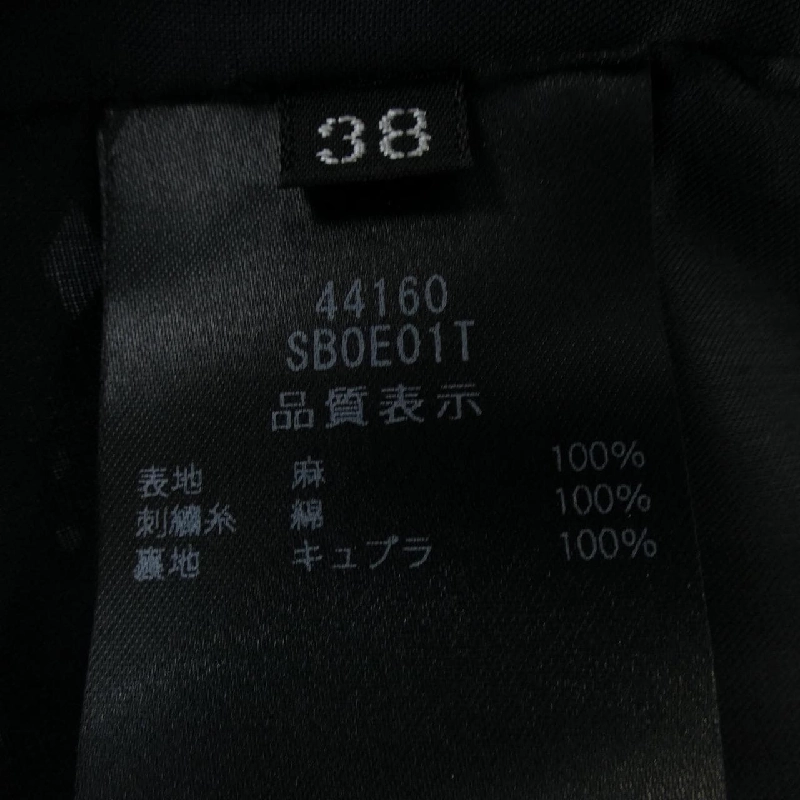 38
44160
SB0E01T
品質表示
表地 麻 100%
刺繍糸 綿 100%
裏地 キュプラ 100%